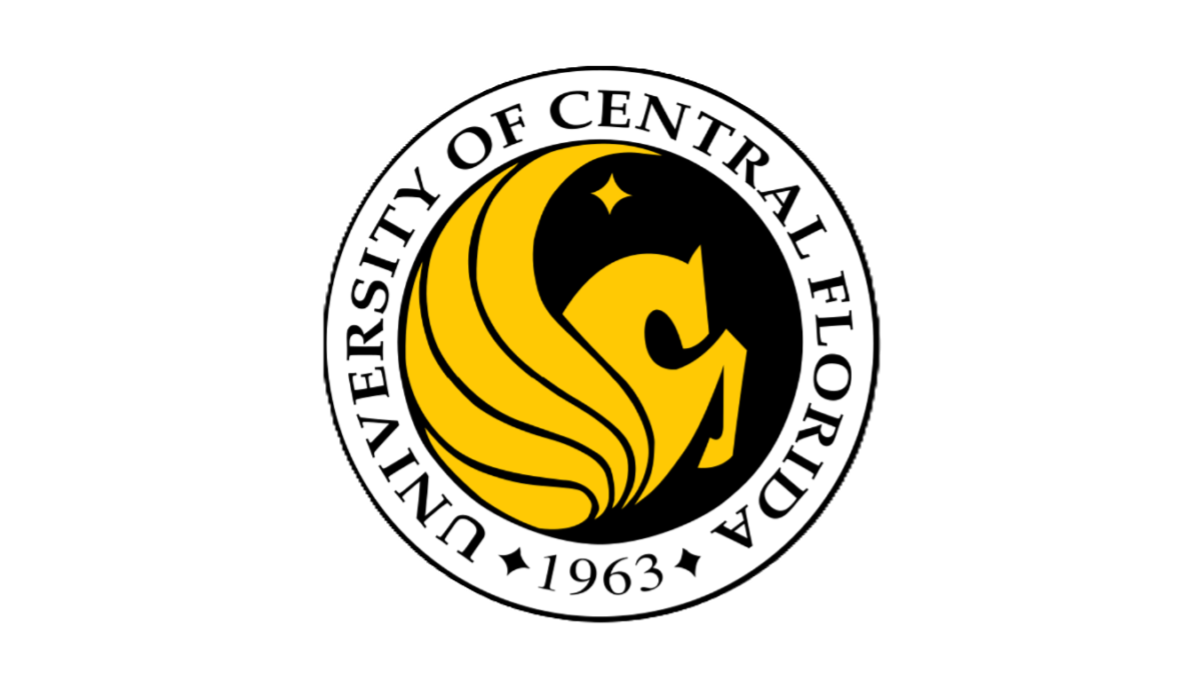 UNIVERSITY OF CENTRAL FLORIDA
1963